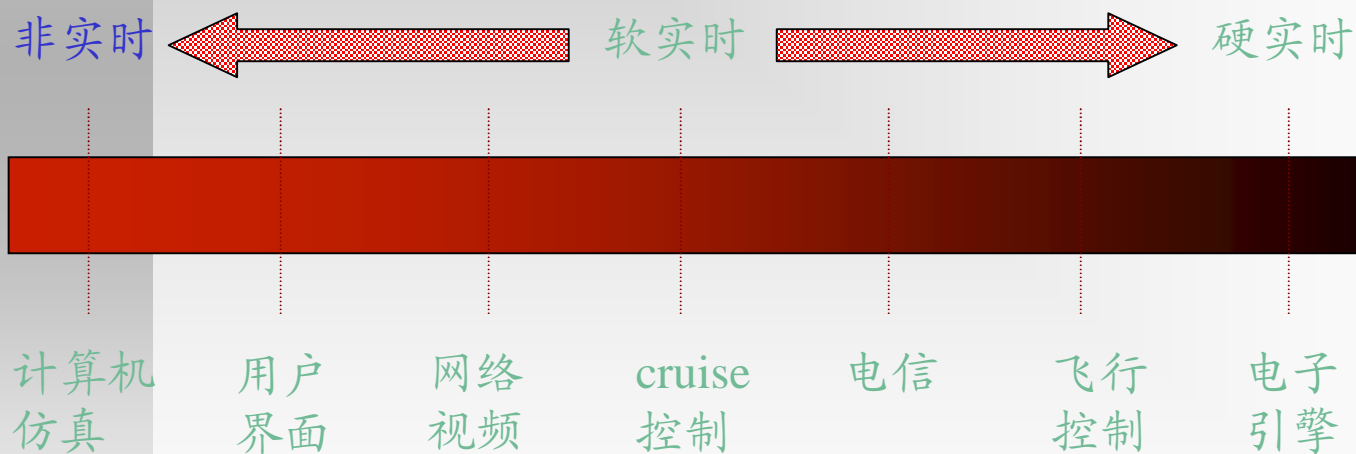 非实时 软实时 硬实时
计算机 用户 网络 cruise 电信 飞行 电子
仿真 界面 视频 控制 控制 引擎